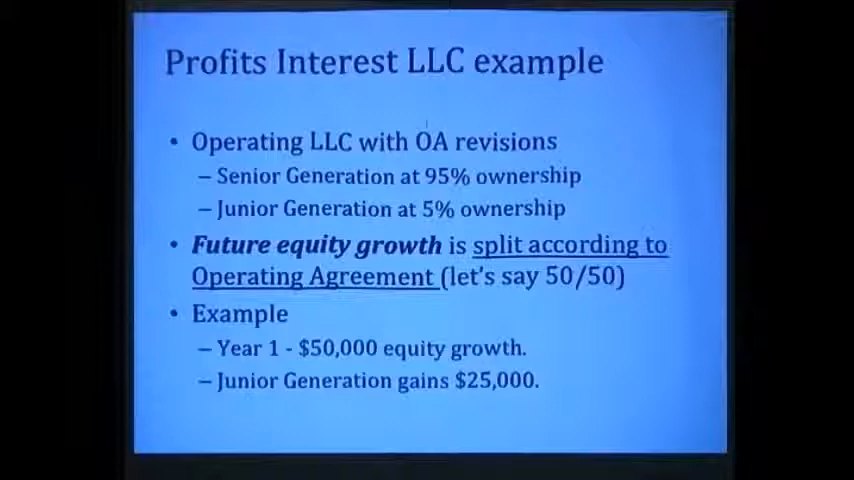 Profits Interest LLC example
• Operating LLC with OA revisions
– Senior Generation at 95% ownership
– Junior Generation at 5% ownership
• Future equity growth is split according to
Operating Agreement (let's say 50/50)
• Example
– Year 1 - $50,000 equity growth.
– Junior Generation gains $25,000.